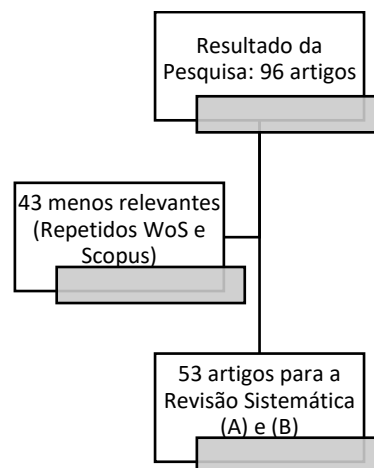 Resultado da
Pesquisa: 96 artigos
43 menos relevantes
(Repetidos WoS e
Scopus)
53 artigos para a
Revisão Sistemática
(A) e (B)